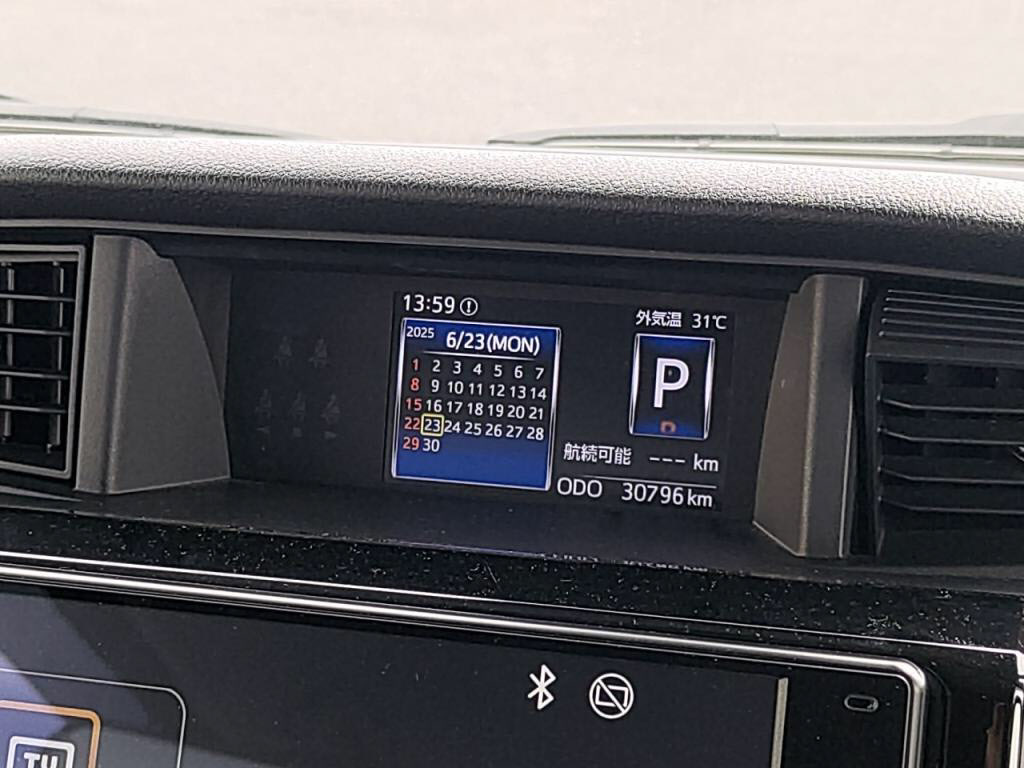 13:59
外気温 31℃
2025 6/23(MON)
1 2 3 4 5 6 7
8 9 10 11 12 13 14
15 16 17 18 19 20 21
22 23 24 25 26 27 28
29 30
P
D
航続可能 --- km
ODO 30796 km
TV